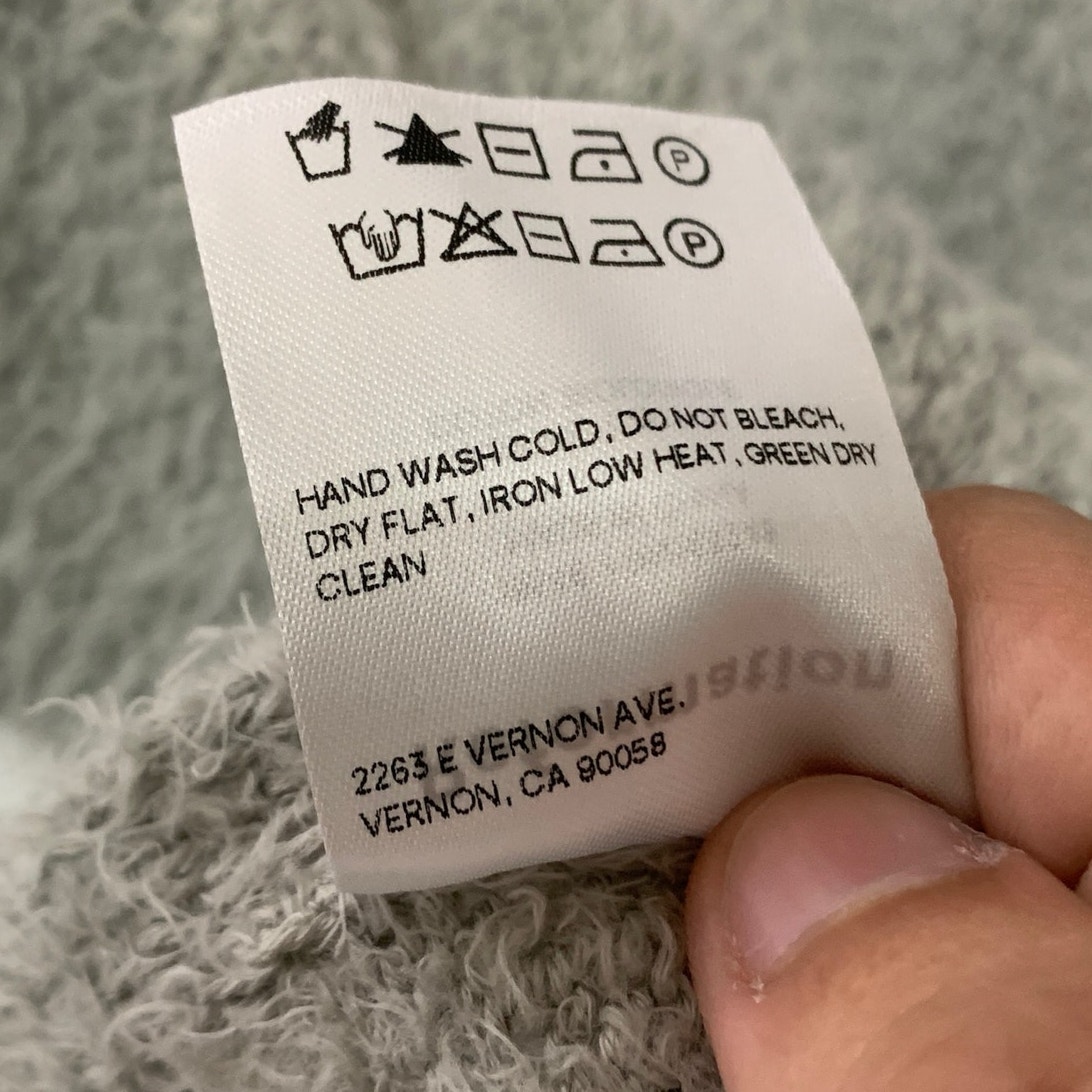 P
P
HAND WASH COLD, DO NOT BLEACH,
DRY FLAT, IRON LOW HEAT, GREEN DRY
CLEAN
2263 E VERNON AVE.
VERNON, CA 90058